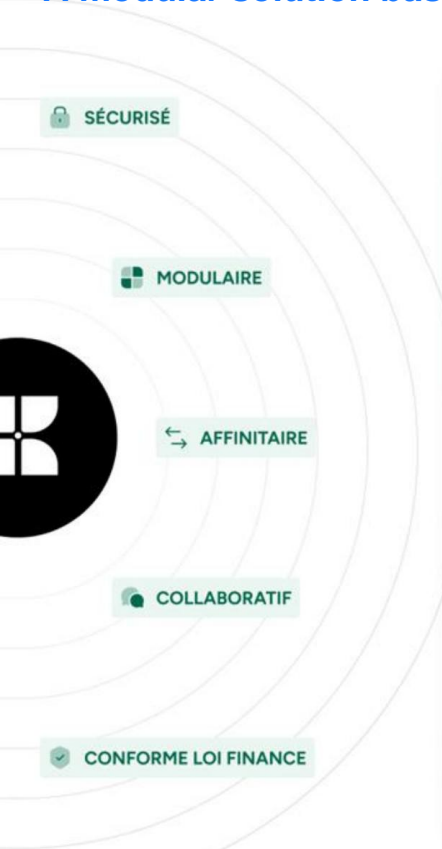 SÉCURISÉ
MODULAIRE
AFFINITAIRE
COLLABORATIF
CONFORME LOI FINANCE